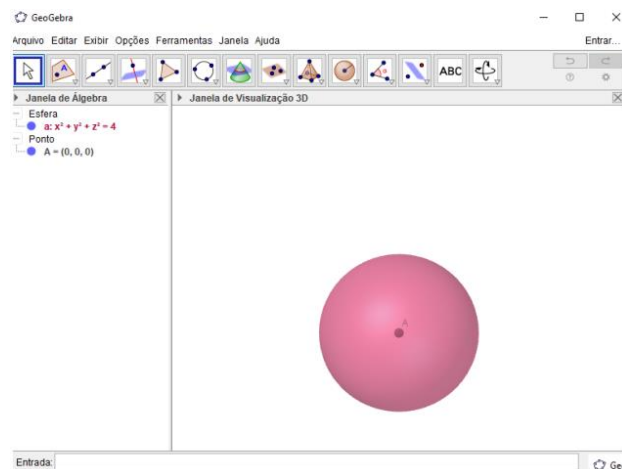 GeoGebra
Arquivo Editar Exibir Opções Ferramentas Janela Ajuda Entrar...
ABC
Janela de Álgebra
Janela de Visualização 3D
Esfera
a: x² + y² + z² = 4
Ponto
A = (0, 0, 0)
A
Entrada:
Ge